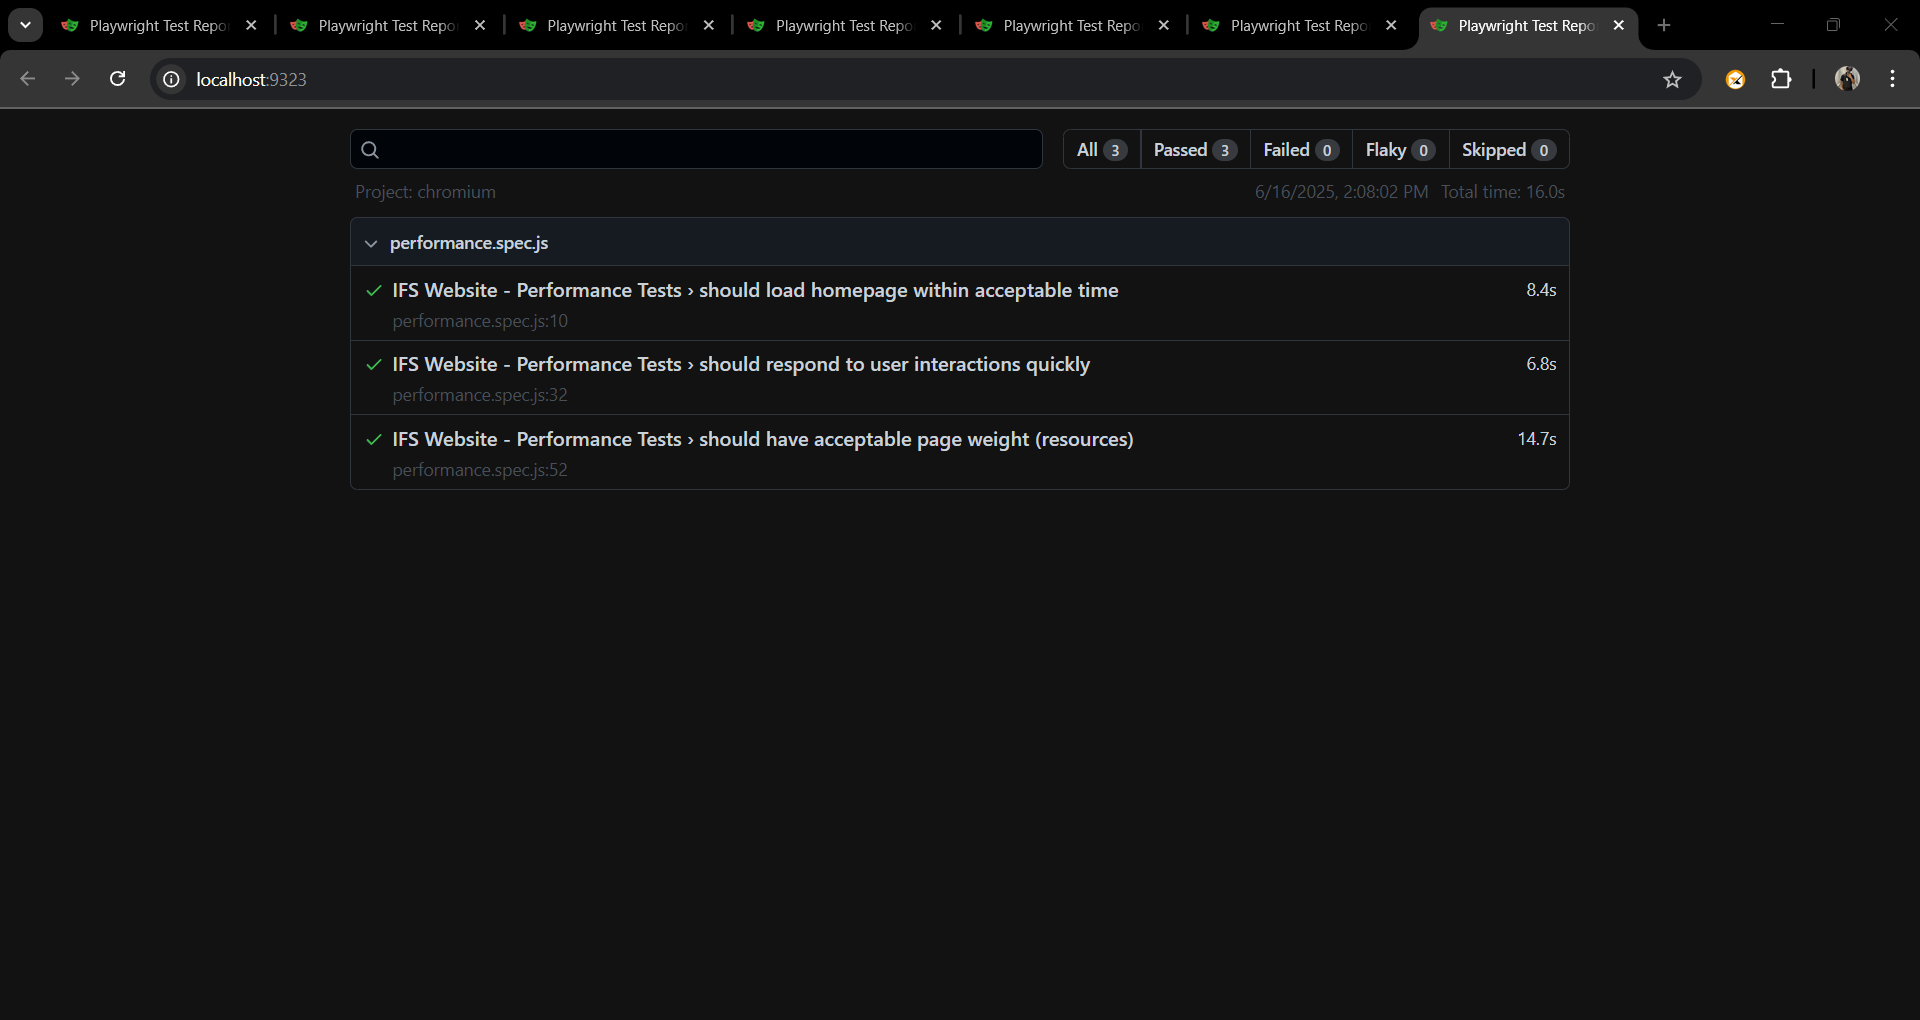 Playwright Test Repo
Playwright Test Repo
Playwright Test Repo
Playwright Test Repo
Playwright Test Repo
Playwright Test Repo
Playwright Test Repo
localhost:9323
All 3
Passed 3
Failed 0
Flaky 0
Skipped 0
Project: chromium
6/16/2025, 2:08:02 PM Total time: 16.0s
performance.spec.js
IFS Website - Performance Tests › should load homepage within acceptable time 8.4s
performance.spec.js:10
IFS Website - Performance Tests › should respond to user interactions quickly 6.8s
performance.spec.js:32
IFS Website - Performance Tests › should have acceptable page weight (resources) 14.7s
performance.spec.js:52